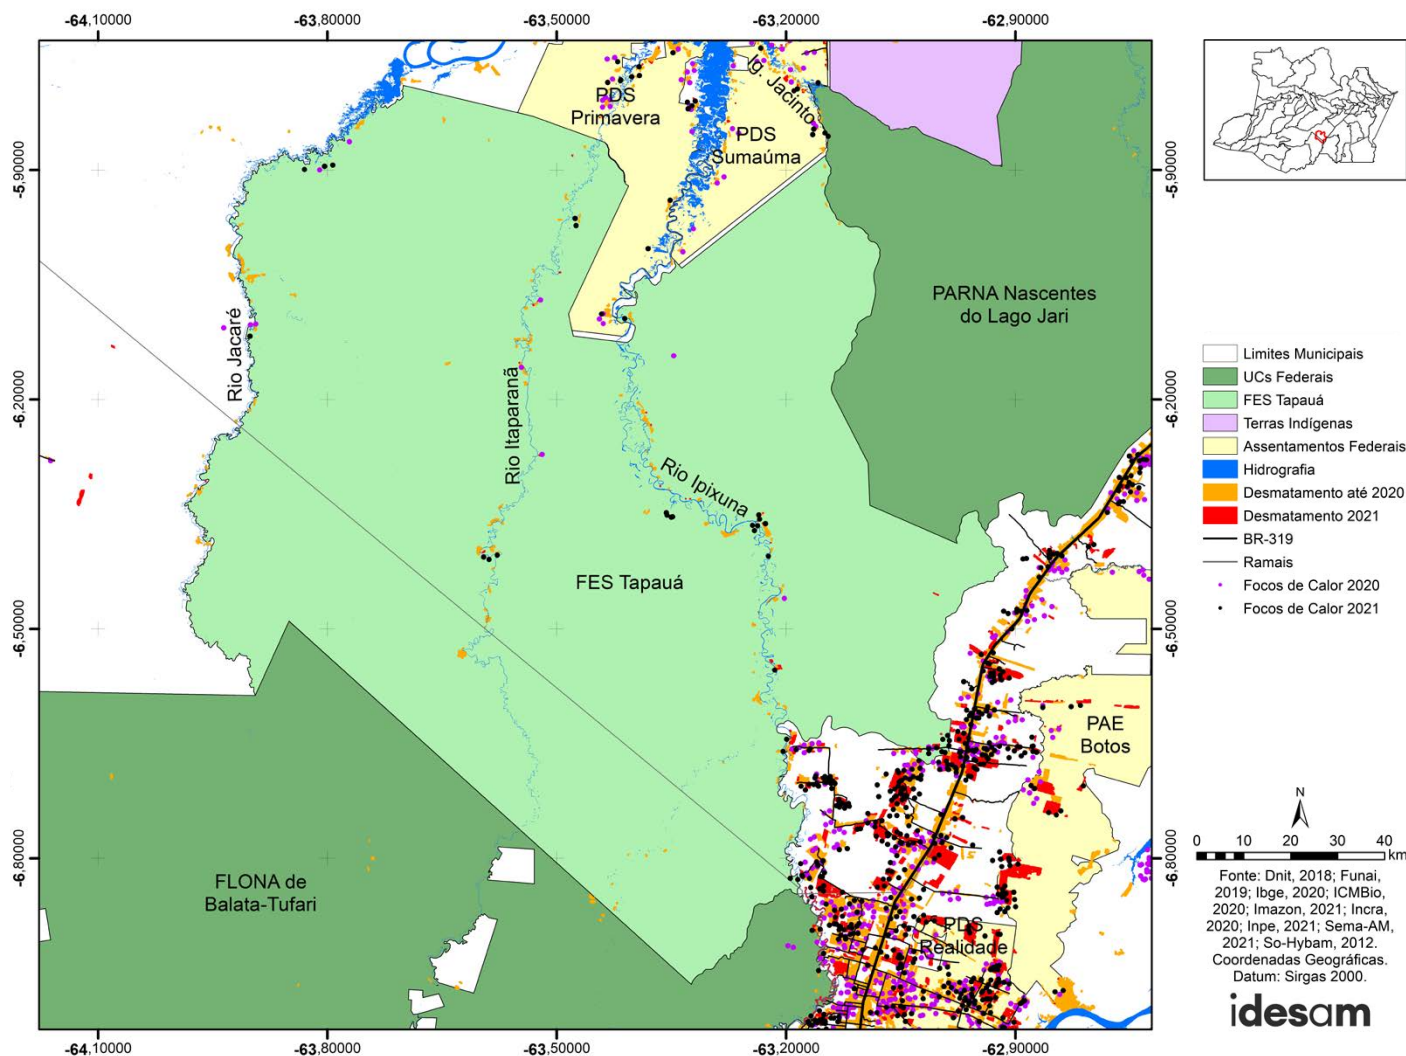 -64,10000
-63,80000
-63,50000
-63,20000
-62,90000
-5,90000
-6,20000
-6,50000
-6,80000
-5,90000
-6,20000
-6,50000
-6,80000
PDS
Primavera
Ig. Jacinto
PDS
Sumaúma
PARNA Nascentes
do Lago Jari
Rio Jacaré
Rio Itaparanã
Rio Ipixuna
FES Tapauá
PAE
Botos
FLONA de
Balata-Tufari
PDS
Realidade
-64,10000
-63,80000
-63,50000
-63,20000
-62,90000
Limites Municipais
UCs Federais
FES Tapauá
Terras Indígenas
Assentamentos Federais
Hidrografia
Desmatamento até 2020
Desmatamento 2021
BR-319
Ramais
Focos de Calor 2020
Focos de Calor 2021
N
0 10 20 30 40
km
Fonte: Dnit, 2018; Funai,
2019; Ibge, 2020; ICMBio,
2020; Imazon, 2021; Incra,
2020; Inpe, 2021; Sema-AM,
2021; So-Hybam, 2012.
Coordenadas Geográficas.
Datum: Sirgas 2000.
idesam